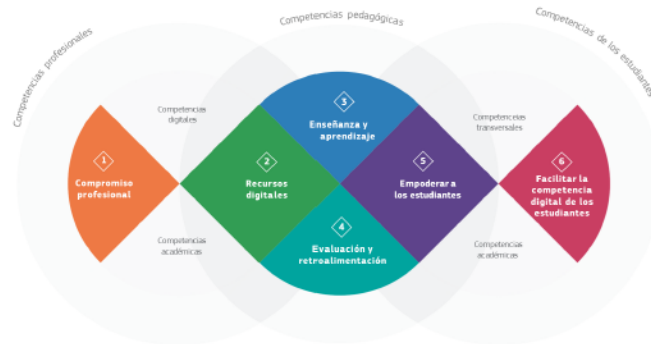 Competencias pedagógicas
Competencias profesionales
Competencias de los estudiantes
Competencias
digitales
3
Enseñanza y
aprendizaje
Competenceias
transversales
1
Compromiso
profesional
2
Recursos
digitales
5
Empoderar a
los estudiantes
6
Facilitar la
competencia
digital de los
estudiantes
4
Evaluación y
retroalimentación
Competencias
académicas
Competencias
académicas